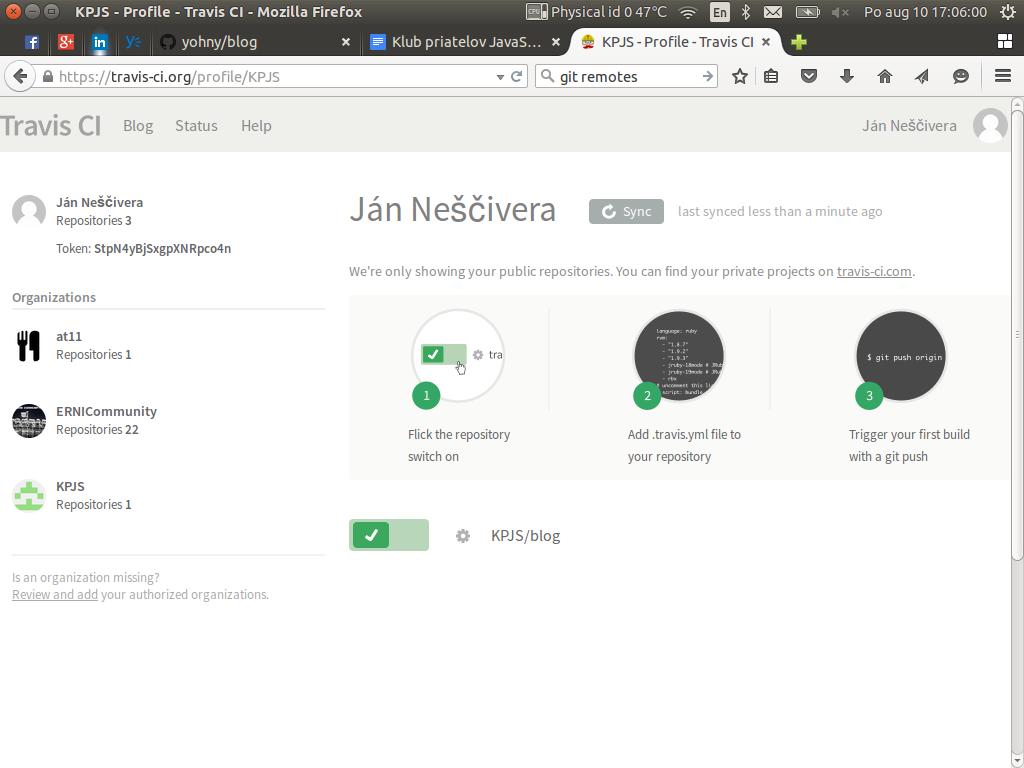 KPJS - Profile - Travis CI - Mozilla Firefox
Physical id 0 47°C
En
Po aug 10 17:06:00
yohny/blog
Klub priatelov JavaS...
KPJS - Profile - Travis CI
https://travis-ci.org/profile/KPJS
git remotes
Travis CI
Blog
Status
Help
Ján Neščivera
Ján Neščivera
Repositories 3
Token: StpN4yBjSxgpXNRpco4n
Organizations
at11
Repositories 1
ERNICommunity
Repositories 22
KPJS
Repositories 1
Is an organization missing?
Review and add your authorized organizations.
Ján Neščivera
Sync
last synced less than a minute ago
We're only showing your public repositories. You can find your private projects on travis-ci.com.
tra
1
Flick the repository
switch on
language: ruby
rvm:
- "1.8.7"
- "1.9.2"
- "1.9.3"
- jruby-18mode # JRub
- jruby-19mode # JRub
- rbx
# uncomment this li
script: bundle
2
Add .travis.yml file to
your repository
$ git push origin
3
Trigger your first build
with a git push
KPJS/blog